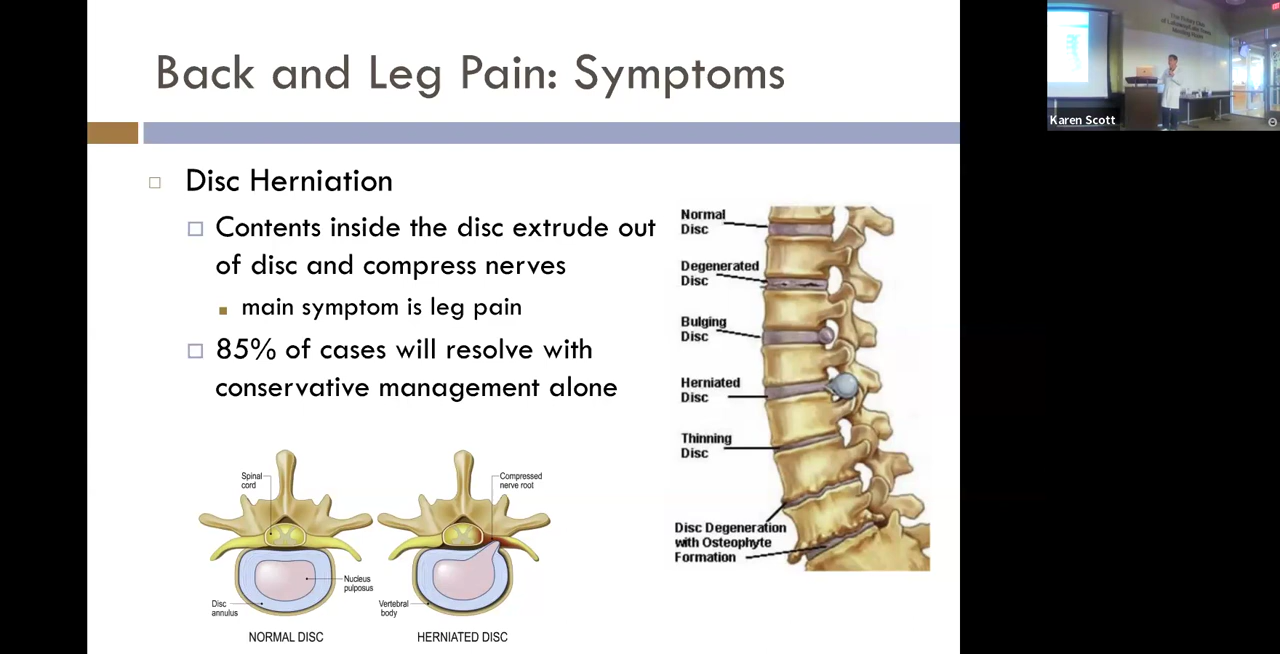 Back and Leg Pain: Symptoms
Disc Herniation
Contents inside the disc extrude out
of disc and compress nerves
main symptom is leg pain
85% of cases will resolve with
conservative management alone
Normal
Disc
Degenerated
Disc
Bulging
Disc
Herniated
Disc
Thinning
Disc
Disc Degeneration
with Osteophyte
Formation
Spinal
cord
Nucleus
pulposus
Disc
annulus
NORMAL DISC
Compressed
nerve root
Vertebral
body
HERNIATED DISC
Karen Scott